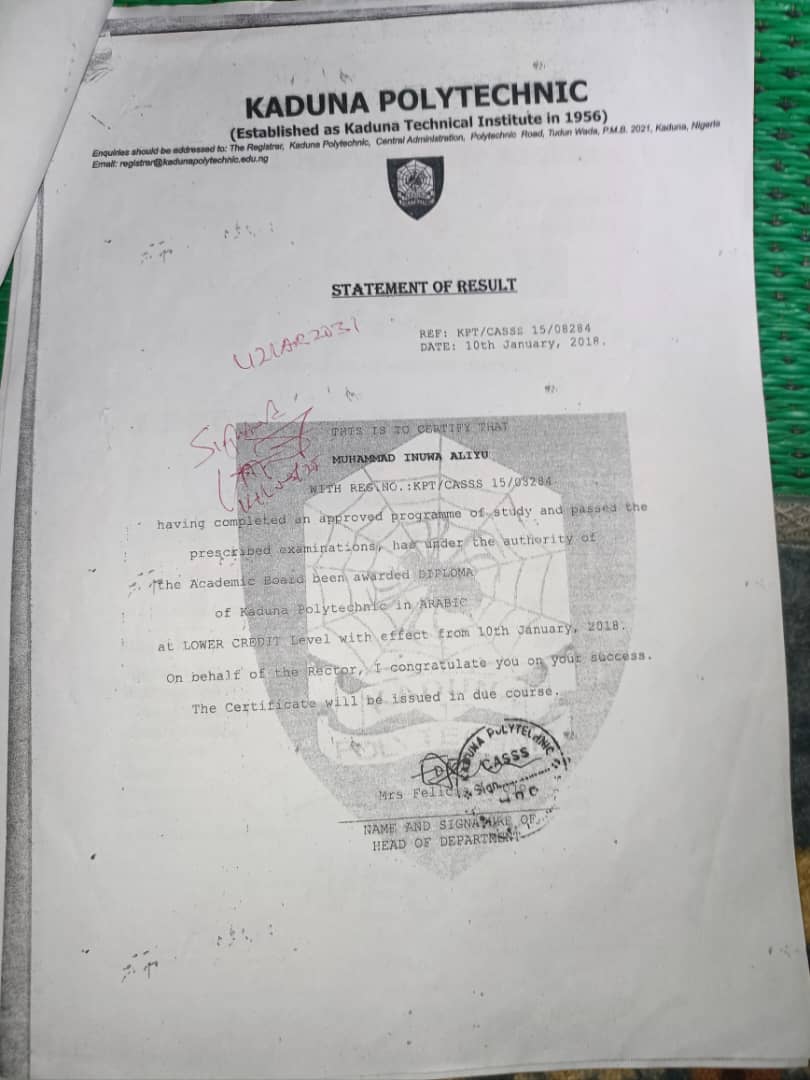 KADUNA POLYTECHNIC
(Established as Kaduna Technical Institute in 1956)
Enquiries should be addressed to: The Registrar, Kaduna Polytechnic, Central Administration, Polytechnic Road, Tudun Wada, P.M.B. 2021, Kaduna, Nigeria
Email: registrar@kadunapolytechnic.edu.ng
STATEMENT OF RESULT
REF: KPT/CASSS 15/08284
DATE: 10th January, 2018.
U21AR2031
THIS IS TO CERTIFY THAT
MUHAMMAD INUWA ALIYU
WITH REG NO.:KPT/CASSS 15/08284
having completed an approved programme of study and passed the
prescribed examinations, has under the authority of
the Academic Board been awarded DIPLOMA
of Kaduna Polytechnic in ARABIC
at LOWER CREDIT Level with effect from 10th January, 2018.
On behalf of the Rector, I congratulate you on your success.
The Certificate will be issued in due course.
KADUNA POLYTECHNIC
CASSS
Sign
Mrs
NAME AND SIGNATURE OF
HEAD OF DEPARTMENT